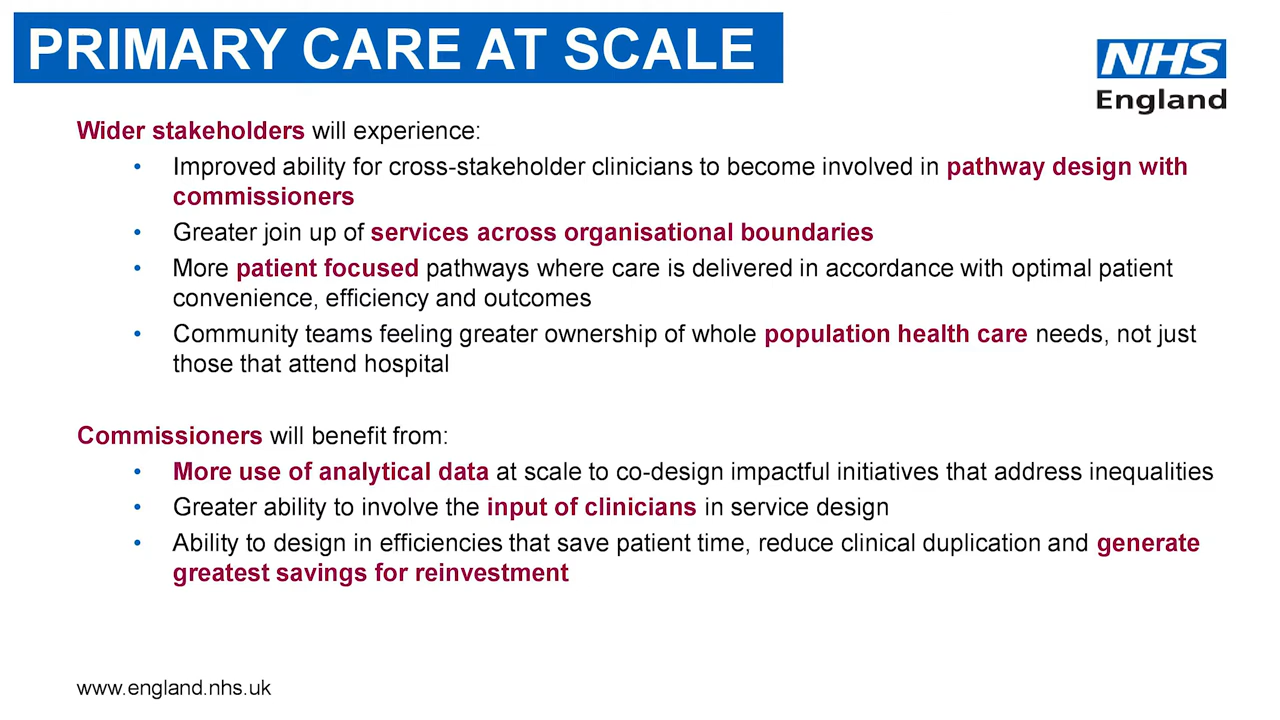 PRIMARY CARE AT SCALE
NHS
England
Wider stakeholders will experience:
• Improved ability for cross-stakeholder clinicians to become involved in pathway design with
commissioners
• Greater join up of services across organisational boundaries
• More patient focused pathways where care is delivered in accordance with optimal patient
convenience, efficiency and outcomes
• Community teams feeling greater ownership of whole population health care needs, not just
those that attend hospital
Commissioners will benefit from:
• More use of analytical data at scale to co-design impactful initiatives that address inequalities
• Greater ability to involve the input of clinicians in service design
• Ability to design in efficiencies that save patient time, reduce clinical duplication and generate
greatest savings for reinvestment
www.england.nhs.uk